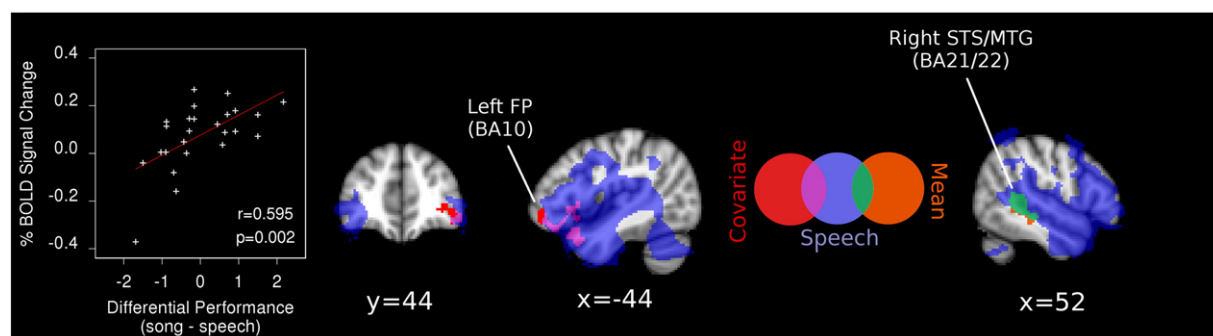 % BOLD Signal Change
0.4
0.2
0.0
-0.2
-0.4
r=0.595
p=0.002
-2 -1 0 1 2
Differential Performance
(song - speech)
Left FP
(BA10)
y=44
x=-44
Covariate
Speech
Mean
Right STS/MTG
(BA21/22)
x=52